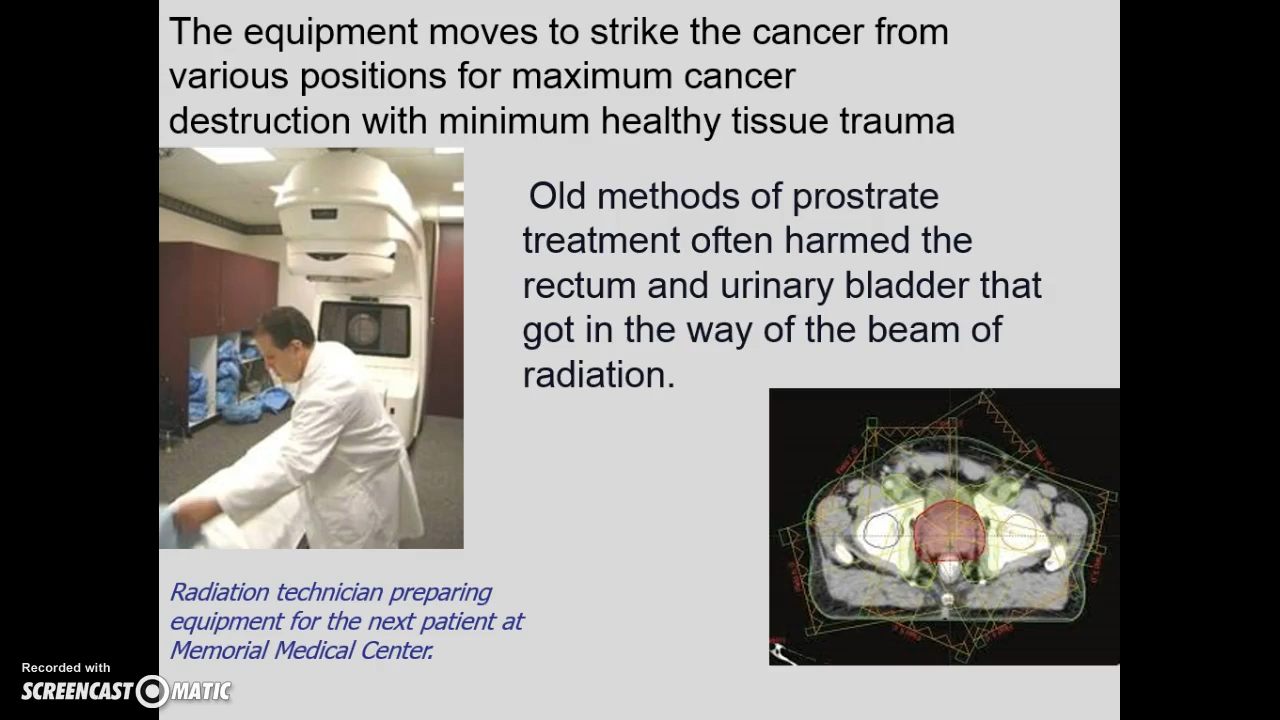 The equipment moves to strike the cancer from
various positions for maximum cancer
destruction with minimum healthy tissue trauma
Old methods of prostrate
treatment often harmed the
rectum and urinary bladder that
got in the way of the beam of
radiation.
Radiation technician preparing
equipment for the next patient at
Memorial Medical Center.
Recorded with
SCREENCAST MATIC